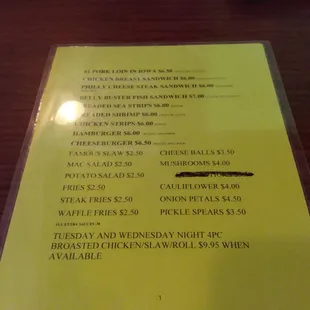 #1 PORK LOIN IN IOWA $6.50
CHICKEN BREAST SANDWICH $6.00
PHILLY CHEESE STEAK SANDWICH $6.00
BELLY BUSTER FISH SANDWICH $7.00
BREADED SEA STRIPS $6.00
BREADED SHRIMP $6.00
CHICKEN STRIPS $6.00
HAMBURGER $6.00
CHEESEBURGER $6.50
FAMOUS SLAW $2.50
CHEESE BALLS $3.50
MAC SALAD $2.50
MUSHROOMS $4.00
POTATO SALAD $2.50
FRIES $2.50
CAULIFLOWER $4.00
STEAK FRIES $2.50
ONION PETALS $4.50
WAFFLE FRIES $2.50
PICKLE SPEARS $3.50
TUESDAY AND WEDNESDAY NIGHT 4PC
BROASTED CHICKEN/SLAW/ROLL $9.95 WHEN
AVAILABLE